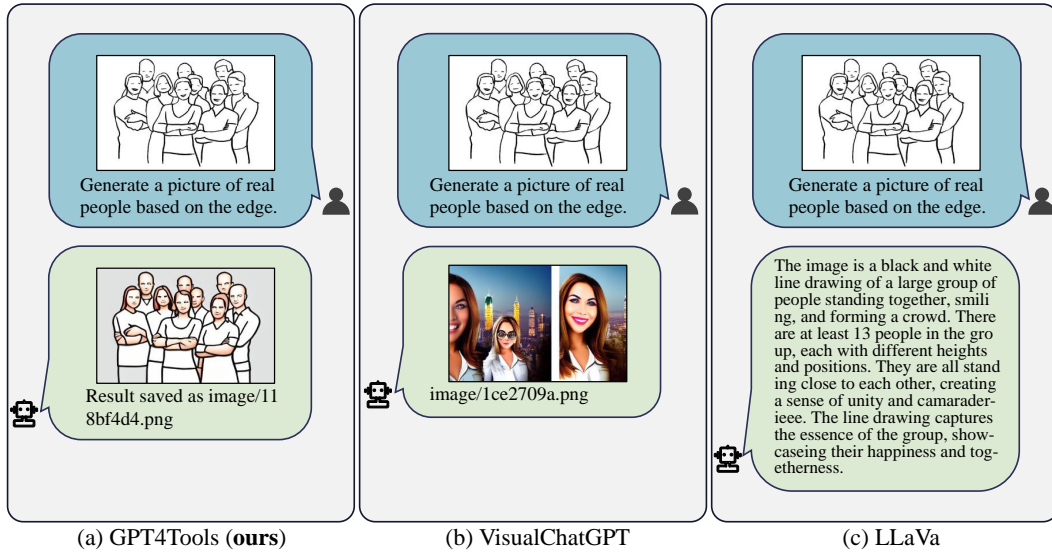 Generate a picture of real
people based on the edge.
Result saved as image/11
8bf4d4.png
(a) GPT4Tools (ours)
Generate a picture of real
people based on the edge.
image/1ce2709a.png
(b) VisualChatGPT
Generate a picture of real
people based on the edge.
The image is a black and white
line drawing of a large group of
people standing together, smili
ng, and forming a crowd. There
are at least 13 people in the gro
up, each with different heights
and positions. They are all stand
ing close to each other, creating
a sense of unity and camarader-
ieee. The line drawing captures
the essence of the group, show-
caseing their happiness and tog-
etherness.
(c) LLaVa